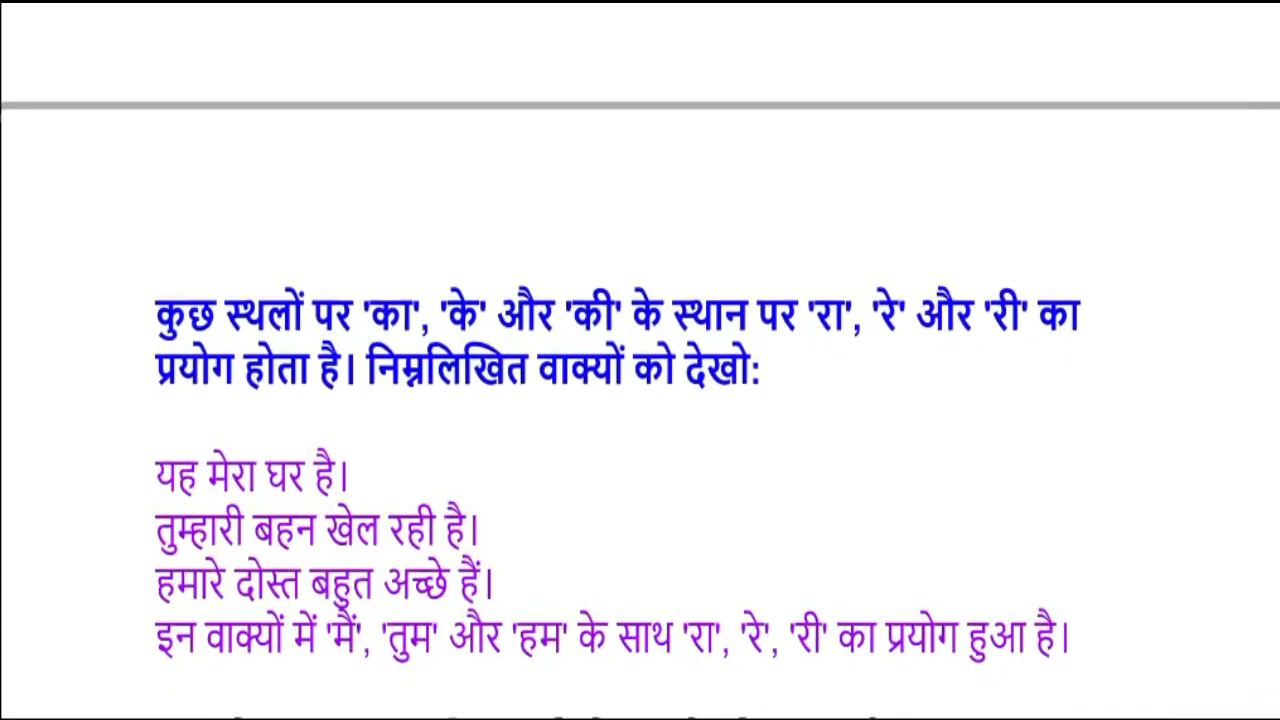 कुछ स्थलों पर 'का', 'के' और 'की' के स्थान पर 'रा', 'रे' और 'री' का
प्रयोग होता है। निम्नलिखित वाक्यों को देखो:
यह मेरा घर है।
तुम्हारी बहन खेल रही है।
हमारे दोस्त बहुत अच्छे हैं।
इन वाक्यों में 'मैं', 'तुम' और 'हम' के साथ 'रा', 'रे', 'री' का प्रयोग हुआ है।